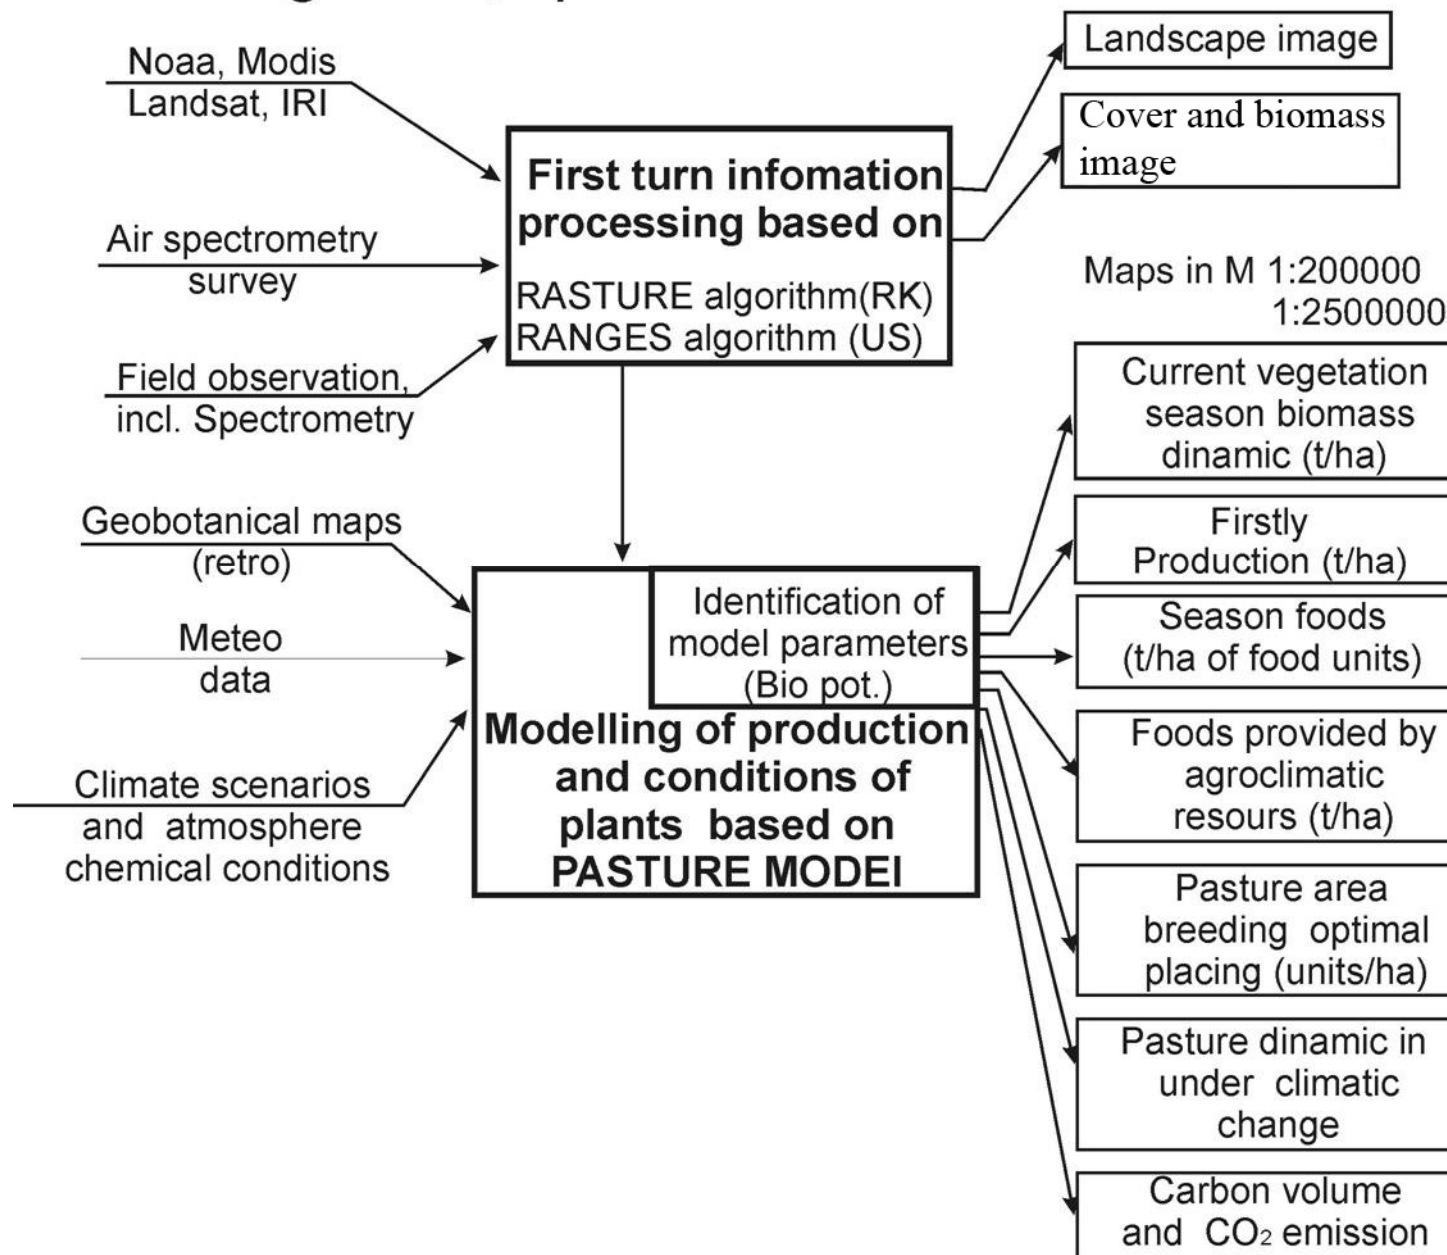 Noaa, Modis
Landsat, IRI
Air spectrometry
survey
Field observation,
incl. Spectrometry
First turn infomation
processing based on
RASTURE algorithm(RK)
RANGES algorithm (US)
Landscape image
Cover and biomass
image
Maps in M 1:200000
1:2500000
Geobotanical maps
(retro)
Meteo
data
Climate scenarios
and atmosphere
chemical conditions
Identification of
model parameters
(Bio pot.)
Modelling of production
and conditions of
plants based on
PASTURE MODEI
Current vegetation
season biomass
dinamic (t/ha)
Firstly
Production (t/ha)
Season foods
(t/ha of food units)
Foods provided by
agroclimatic
resours (t/ha)
Pasture area
breeding optimal
placing (units/ha)
Pasture dinamic in
under climatic
change
Carbon volume
and CO₂ emission